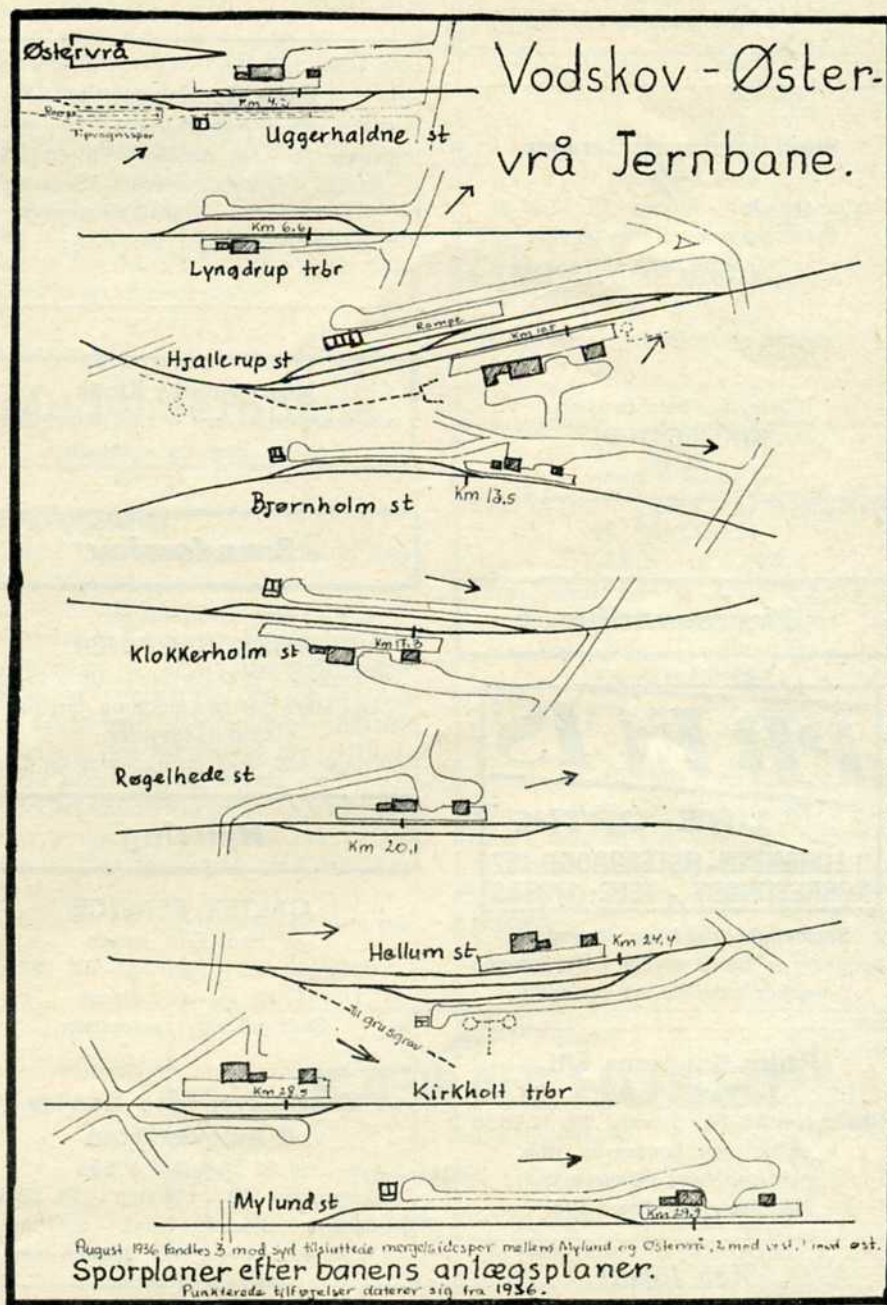 Østervrå
Vodskov - Øster-
vrå Jernbane.
Km 4.2
Rampe
Tipvognsspor
Uggerhaldne st
Km 6.6
Lyngdrup trbr
Rampe
Hjallerup st
Bjørnholm st
Km 13.5
Km 17.3
Klokkerholm st
Røgelhede st
Km 20.1
Hellum st
Km 24.4
Til grusgrav
Km 28.5
Kirkholt trbr
Mylund st
Km 29.9
August 1936 fandtes 3 mod syd tilsluttede mergelsidespor mellem Mylund og Østervrå, 2 mod vest, 1 mod øst.
Sporplaner efter banens anlægsplaner.
Punkterede tilføjelser daterer sig fra 1936.